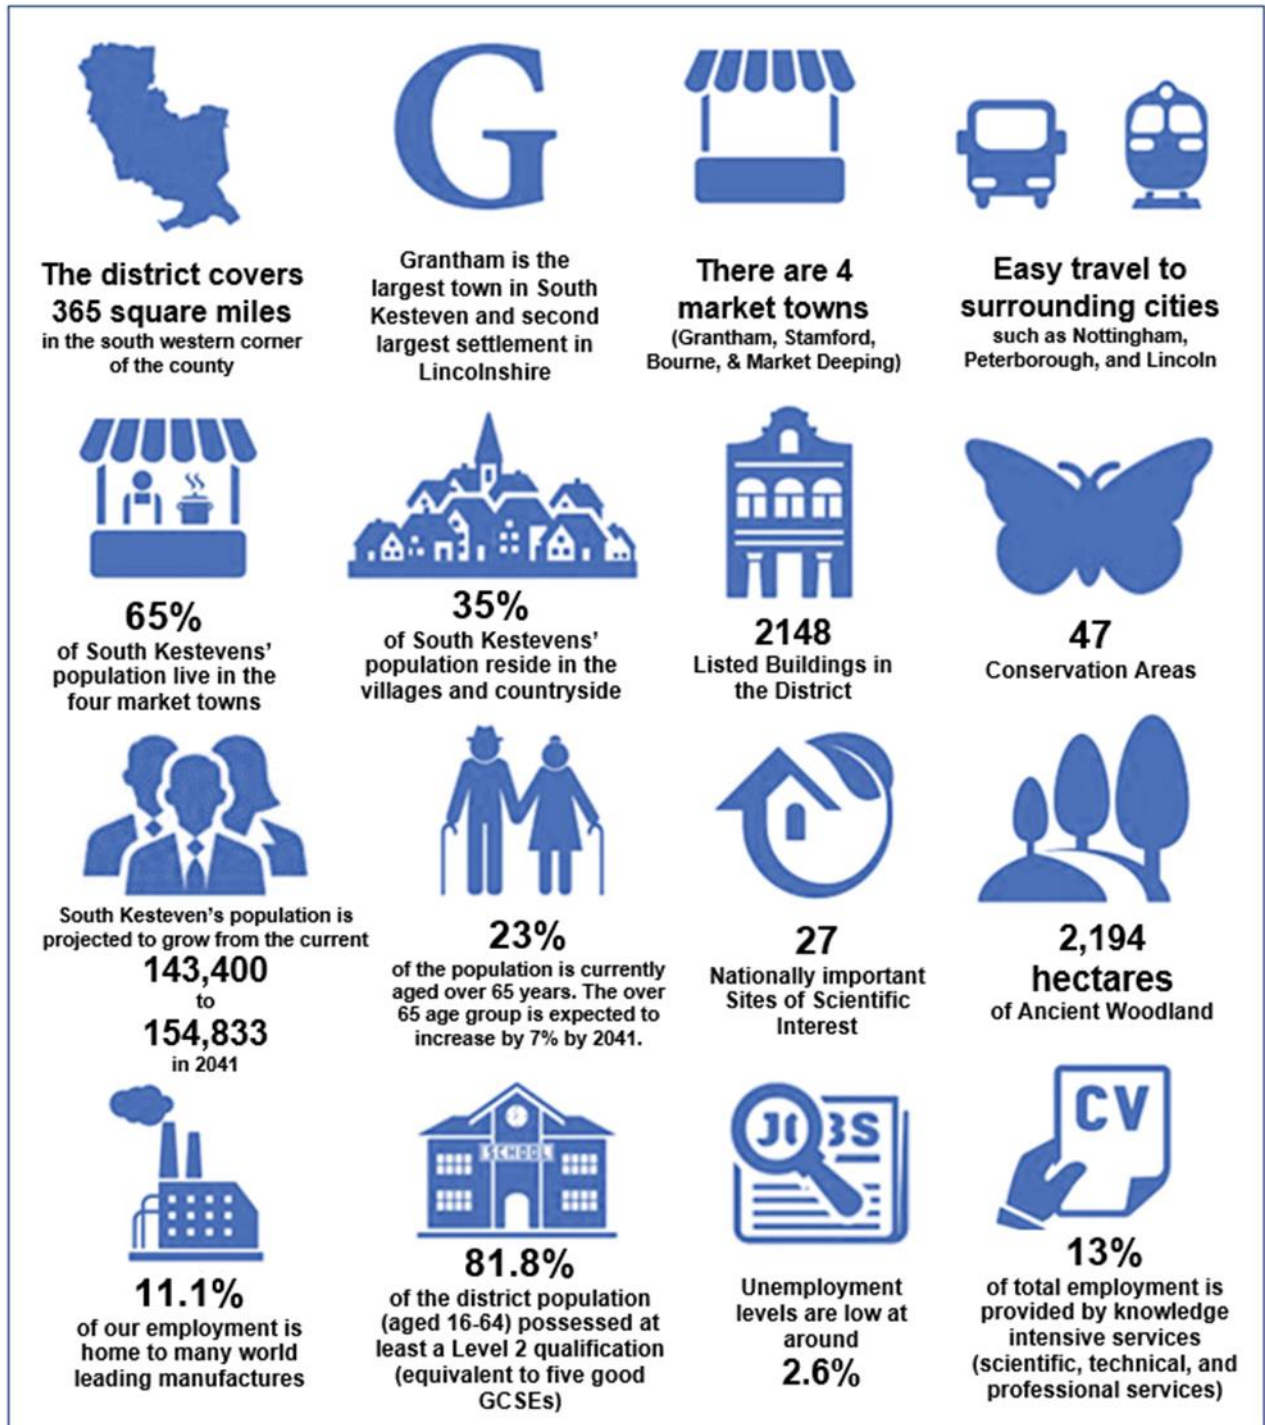 The district covers
365 square miles
in the south western corner
of the county
G
Grantham is the
largest town in South
Kesteven and second
largest settlement in
Lincolnshire
There are 4
market towns
(Grantham, Stamford,
Bourne, & Market Deeping)
Easy travel to
surrounding cities
such as Nottingham,
Peterborough, and Lincoln
65%
of South Kestevens'
population live in the
four market towns
35%
of South Kestevens'
population reside in the
villages and countryside
2148
Listed Buildings in
the District
47
Conservation Areas
South Kesteven's population is
projected to grow from the current
143,400
to
154,833
in 2041
23%
of the population is currently
aged over 65 years. The over
65 age group is expected to
increase by 7% by 2041.
27
Nationally important
Sites of Scientific
Interest
2,194
hectares
of Ancient Woodland
11.1%
of our employment is
home to many world
leading manufactures
SCHOOL
81.8%
of the district population
(aged 16-64) possessed at
least a Level 2 qualification
(equivalent to five good
GCSEs)
JOBS
Unemployment
levels are low at
around
2.6%
CV
13%
of total employment is
provided by knowledge
intensive services
(scientific, technical, and
professional services)